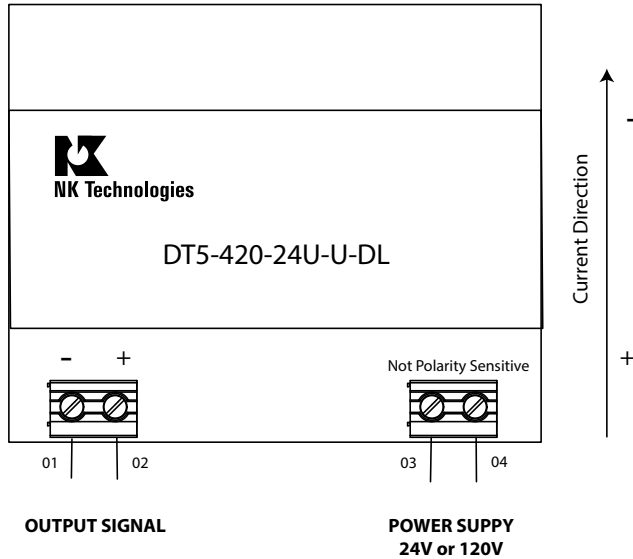 NK Technologies
DT5-420-24U-U-DL
Current Direction
-
+
- +
Not Polarity Sensitive
01 02 03 04
OUTPUT SIGNAL
POWER SUPPY
24V or 120V